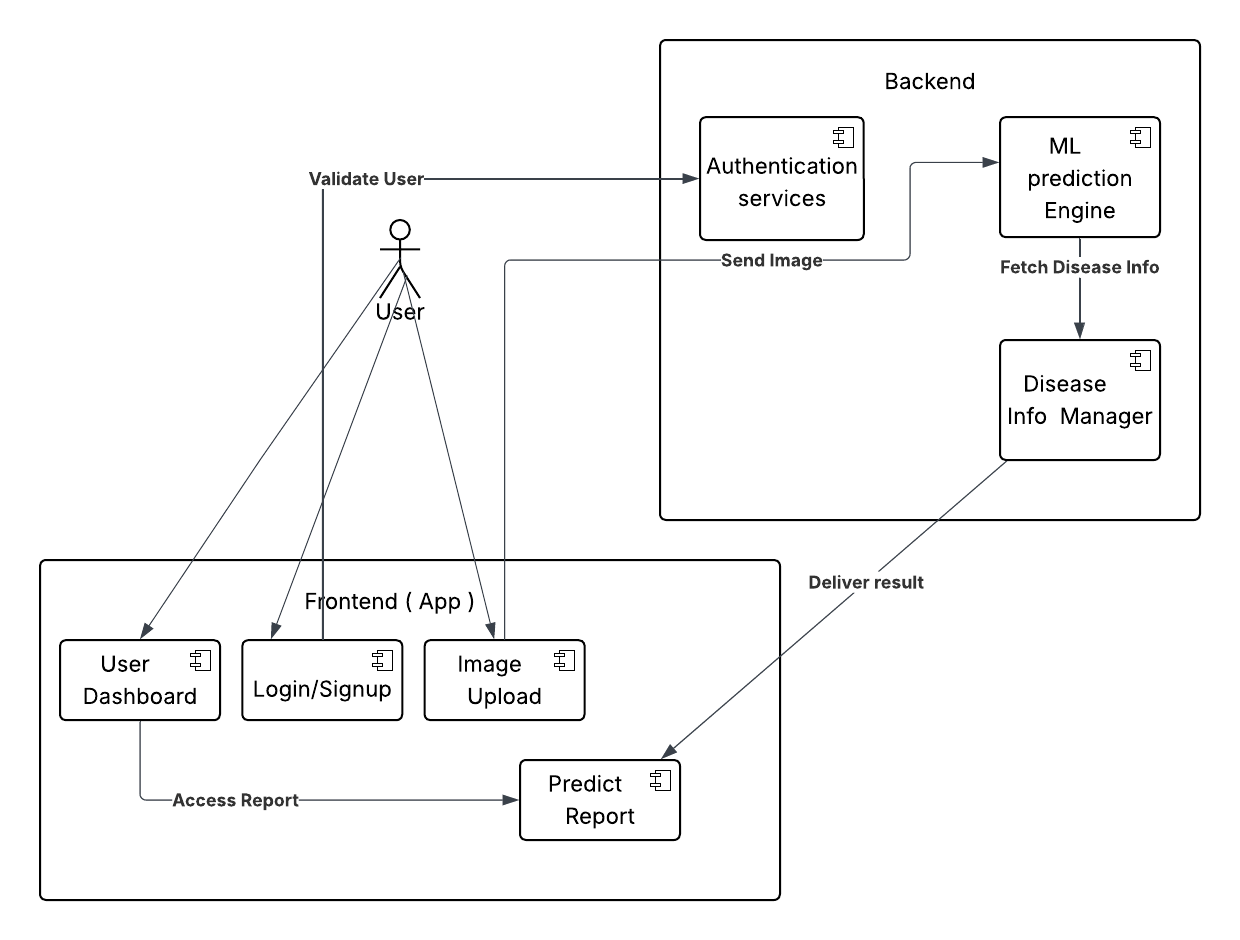 Backend
Authentication
services
ML
prediction
Engine
Validate User
Send Image
Fetch Disease Info
User
Disease
Info Manager
Deliver result
Frontend ( App )
User
Dashboard
Login/Signup
Image
Upload
Predict
Report
Access Report